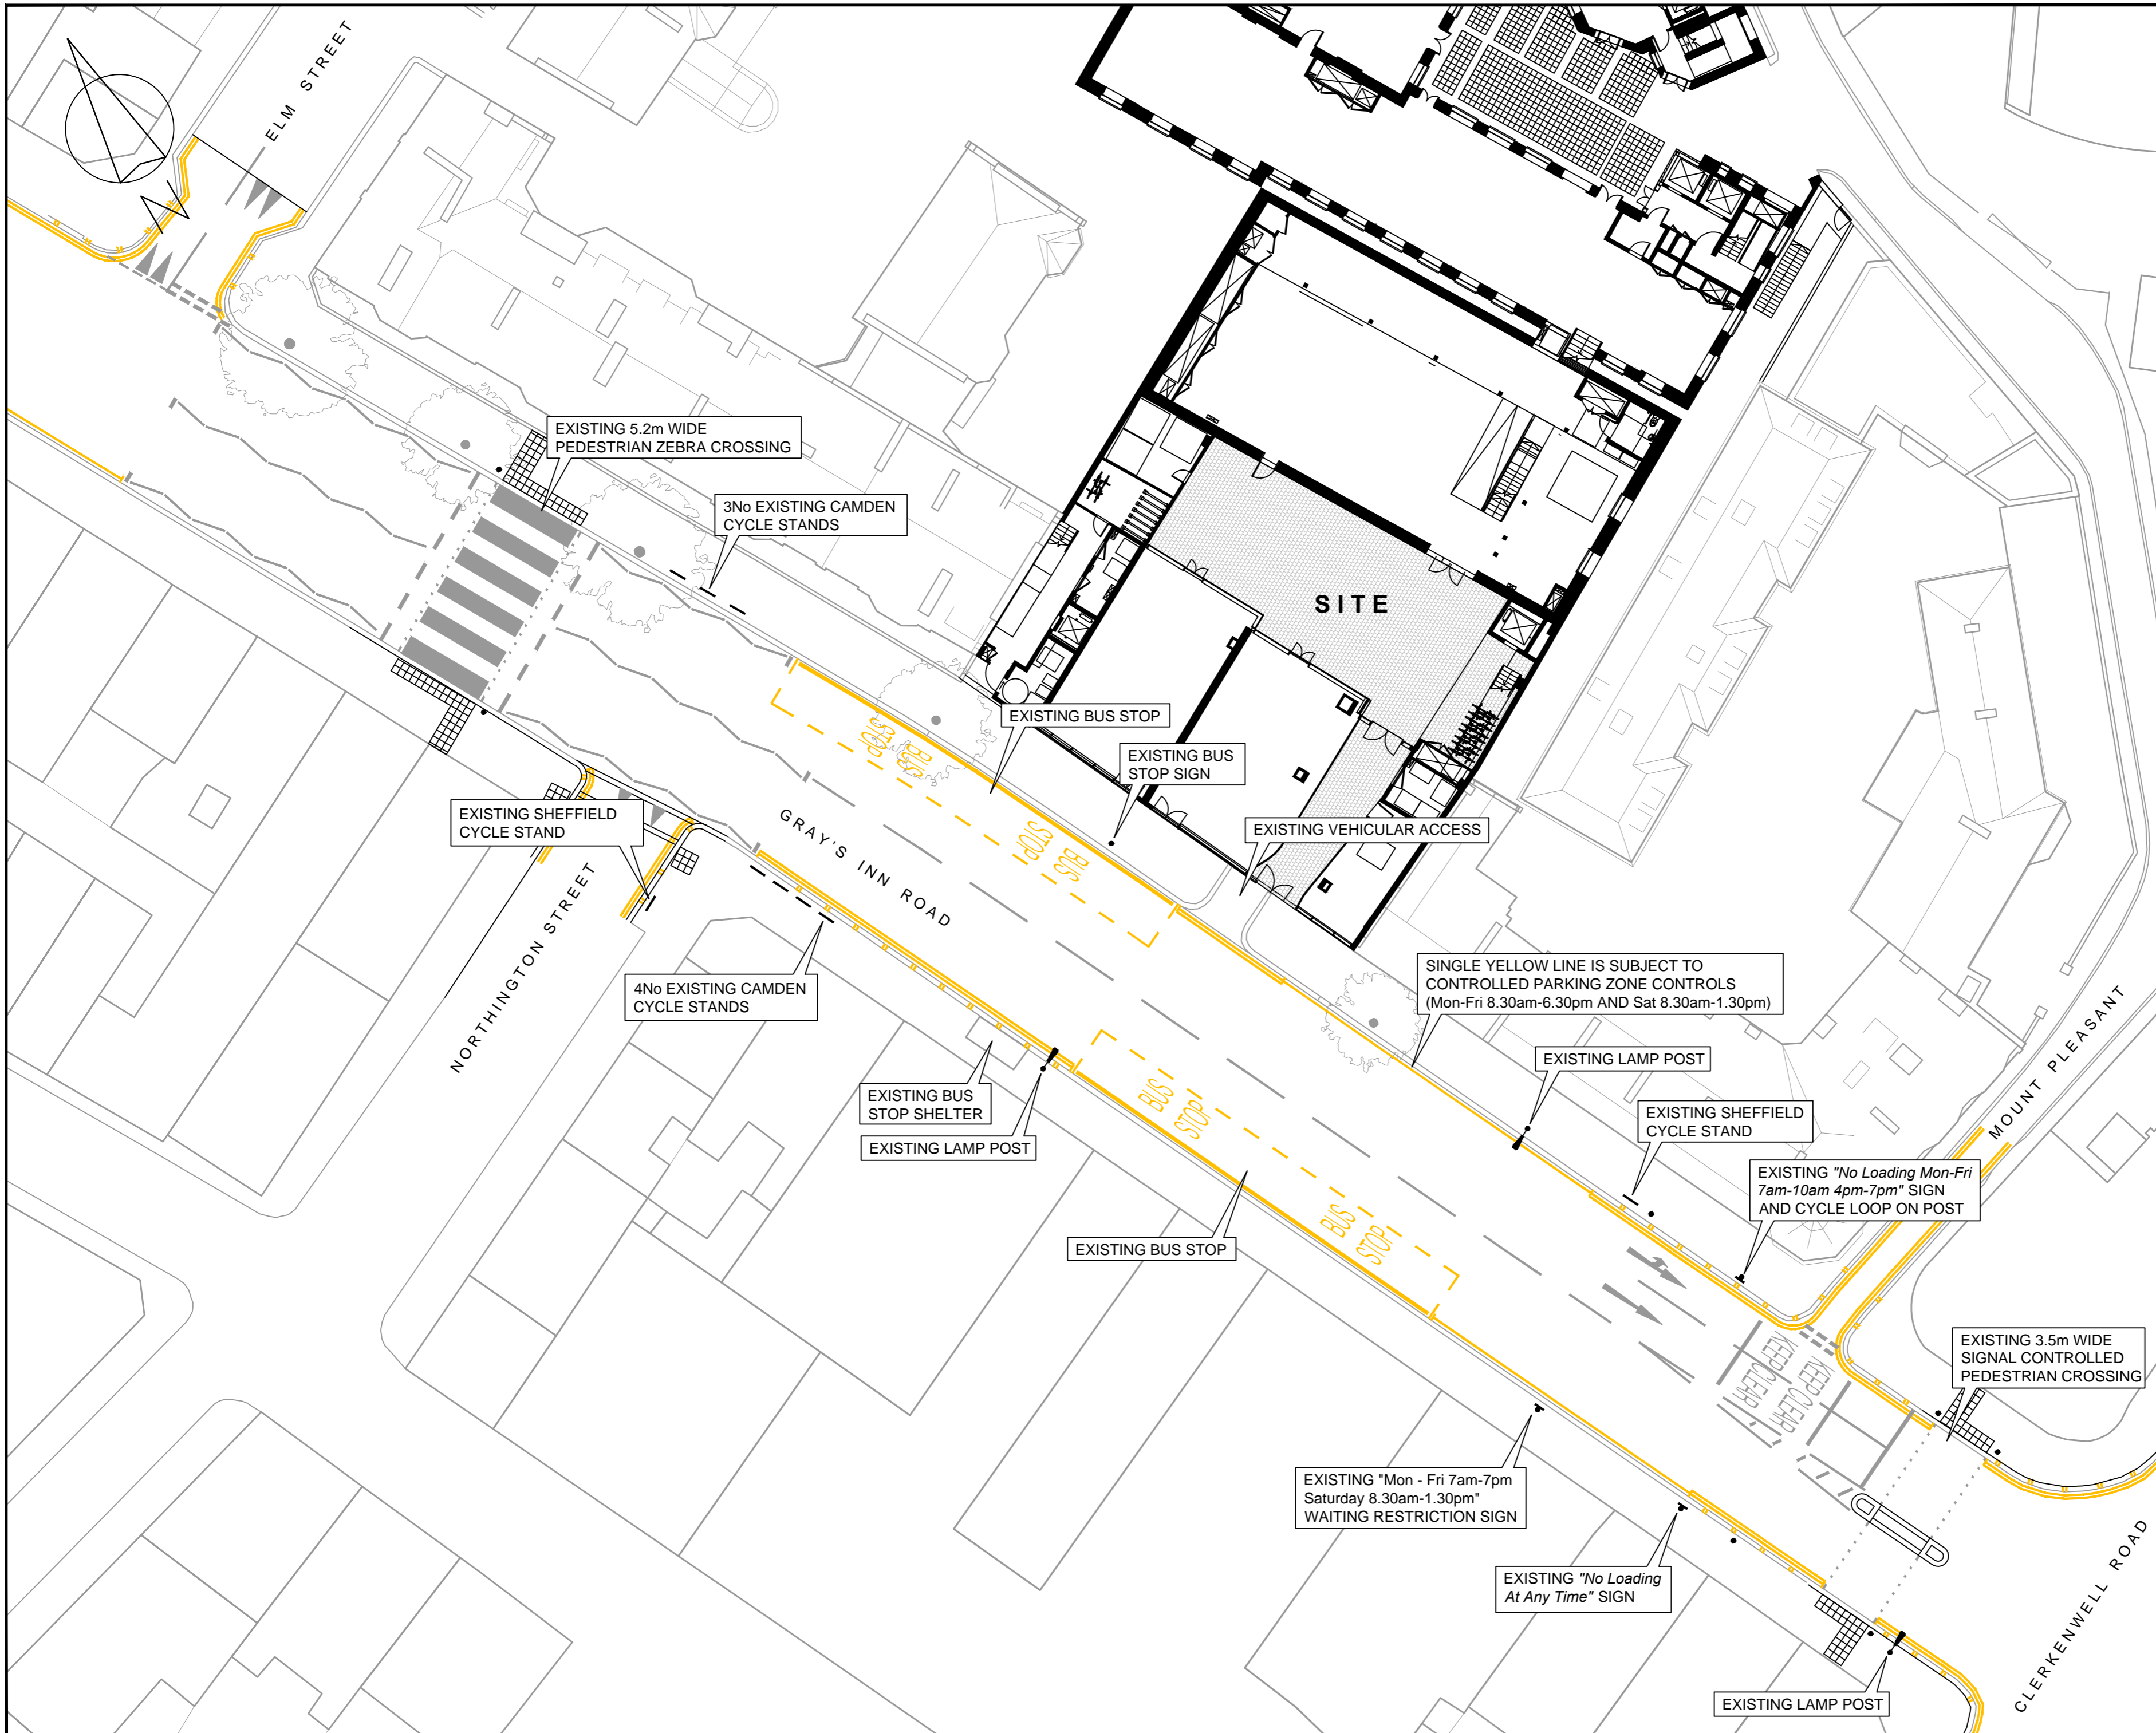 ELM STREET
N
EXISTING 5.2m WIDE
PEDESTRIAN ZEBRA CROSSING
3No EXISTING CAMDEN
CYCLE STANDS
SITE
EXISTING BUS STOP
EXISTING BUS
STOP SIGN
BUS
STOP
BUS
STOP
EXISTING SHEFFIELD
CYCLE STAND
GRAY'S INN ROAD
EXISTING VEHICULAR ACCESS
NORTHINGTON STREET
4No EXISTING CAMDEN
CYCLE STANDS
SINGLE YELLOW LINE IS SUBJECT TO
CONTROLLED PARKING ZONE CONTROLS
(Mon-Fri 8.30am-6.30pm AND Sat 8.30am-1.30pm)
EXISTING LAMP POST
MOUNT PLEASANT
EXISTING BUS
STOP SHELTER
EXISTING LAMP POST
BUS
STOP
EXISTING SHEFFIELD
CYCLE STAND
EXISTING "No Loading Mon-Fri
7am-10am 4pm-7pm" SIGN
AND CYCLE LOOP ON POST
BUS
STOP
EXISTING BUS STOP
KEEP CLEAR
KEEP CLEAR
EXISTING 3.5m WIDE
SIGNAL CONTROLLED
PEDESTRIAN CROSSING
EXISTING "Mon - Fri 7am-7pm
Saturday 8.30am-1.30pm"
WAITING RESTRICTION SIGN
EXISTING "No Loading
At Any Time" SIGN
CLERKENWELL ROAD
EXISTING LAMP POST